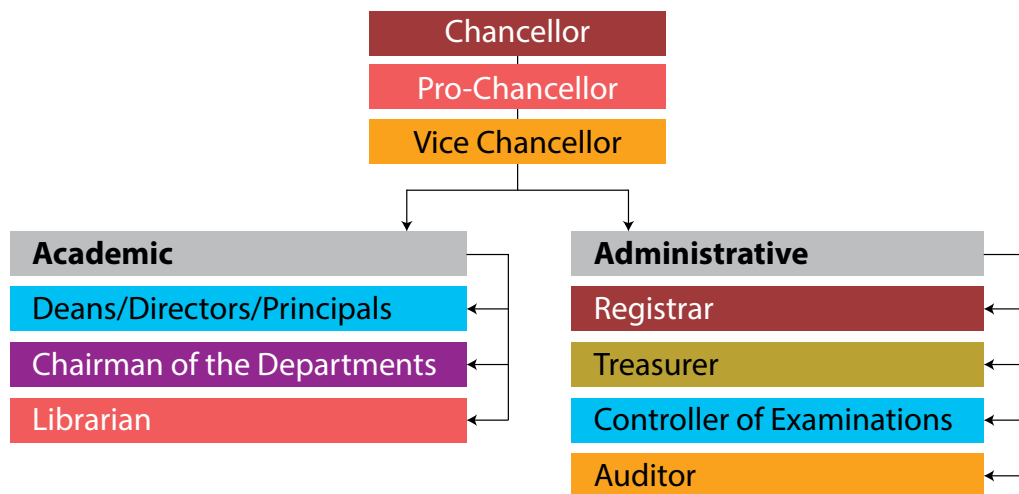 Chancellor
Pro-Chancellor
Vice Chancellor
Academic
Deans/Directors/Principals
Chairman of the Departments
Librarian
Administrative
Registrar
Treasurer
Controller of Examinations
Auditor